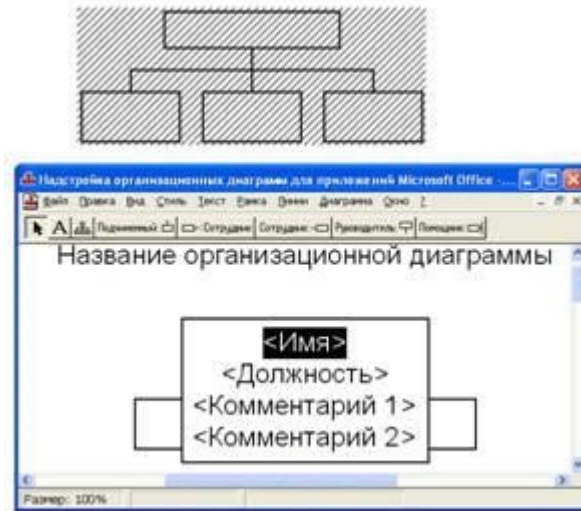 Надстройка организационных диаграмм для приложений Microsoft Office -...
Файл Правка Вид Стиль Текст Рамка Линии Диаграмма Окно ?
A Подчиненный Сотрудник Сотрудник Руководитель Помощник
Название организационной диаграммы
<Имя>
<Должность>
<Комментарий 1>
<Комментарий 2>
Размер: 100%